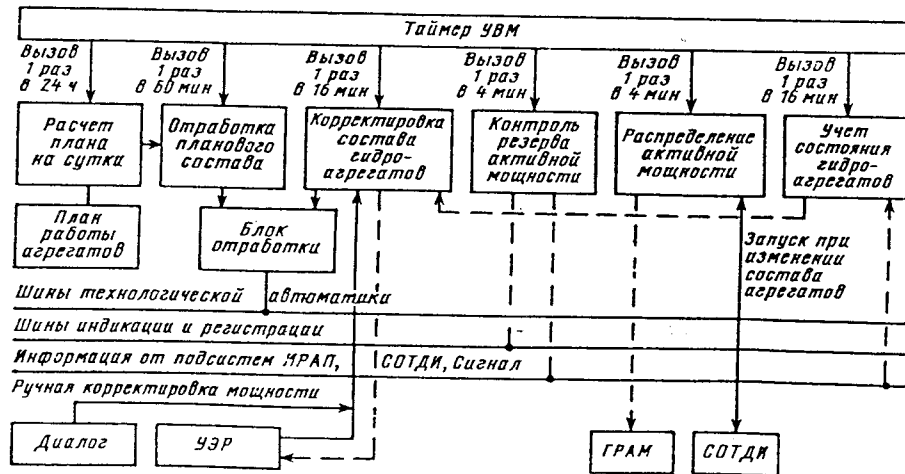 Таймер УВМ
Вызов
1 раз
в 24 ч
Вызов
1 раз
в 60 мин
Вызов
1 раз
в 16 мин
Вызов
1 раз
в 4 мин
Вызов
1 раз
в 4 мин
Вызов
1 раз
в 16 мин
Расчет
плана
на сутки
Отработка
планового
состава
Корректировка
состава
гидро-
агрегатов
Контроль
резерва
активной
мощности
Распределение
активной
мощности
Учет
состояния
гидро-
агрегатов
План
работы
агрегатов
Блок
отработки
Запуск при
изменении
состава
агрегатов
Шины технологической автоматики
Шины индикации и регистрации
Информация от подсистем НРАП, СОТДИ, Сигнал
Ручная корректировка мощности
Диалог
УЭР
ГРАМ
СОТДИ